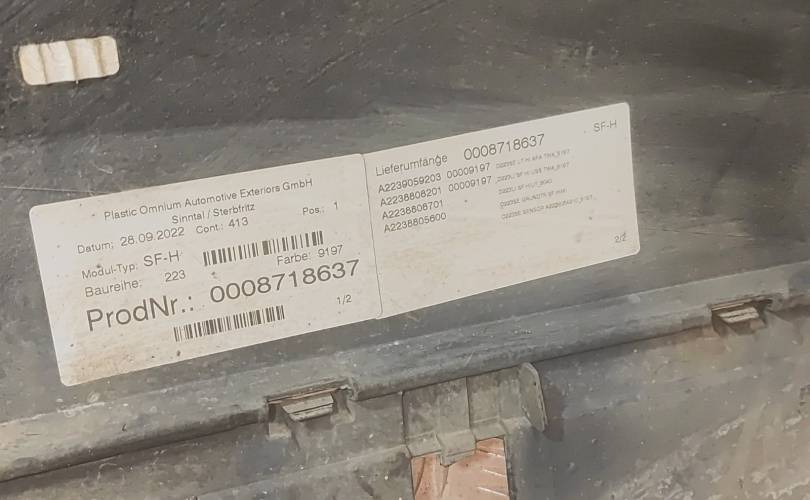 Plastic Omnium Automotive Exteriors GmbH
Sinntal / Sterbfritz
Datum: 26.09.2022 Cont.: 413 Pos.: 1
Modul-Typ: SF-H
Baureihe: 223 Farbe: 9197
ProdNr.: 0008718637
1/2
Lieferumfänge 0008718637 SF-H
A2239059203 00009197
A2238808201 00009197
A2238808701
A2238805600
2/2